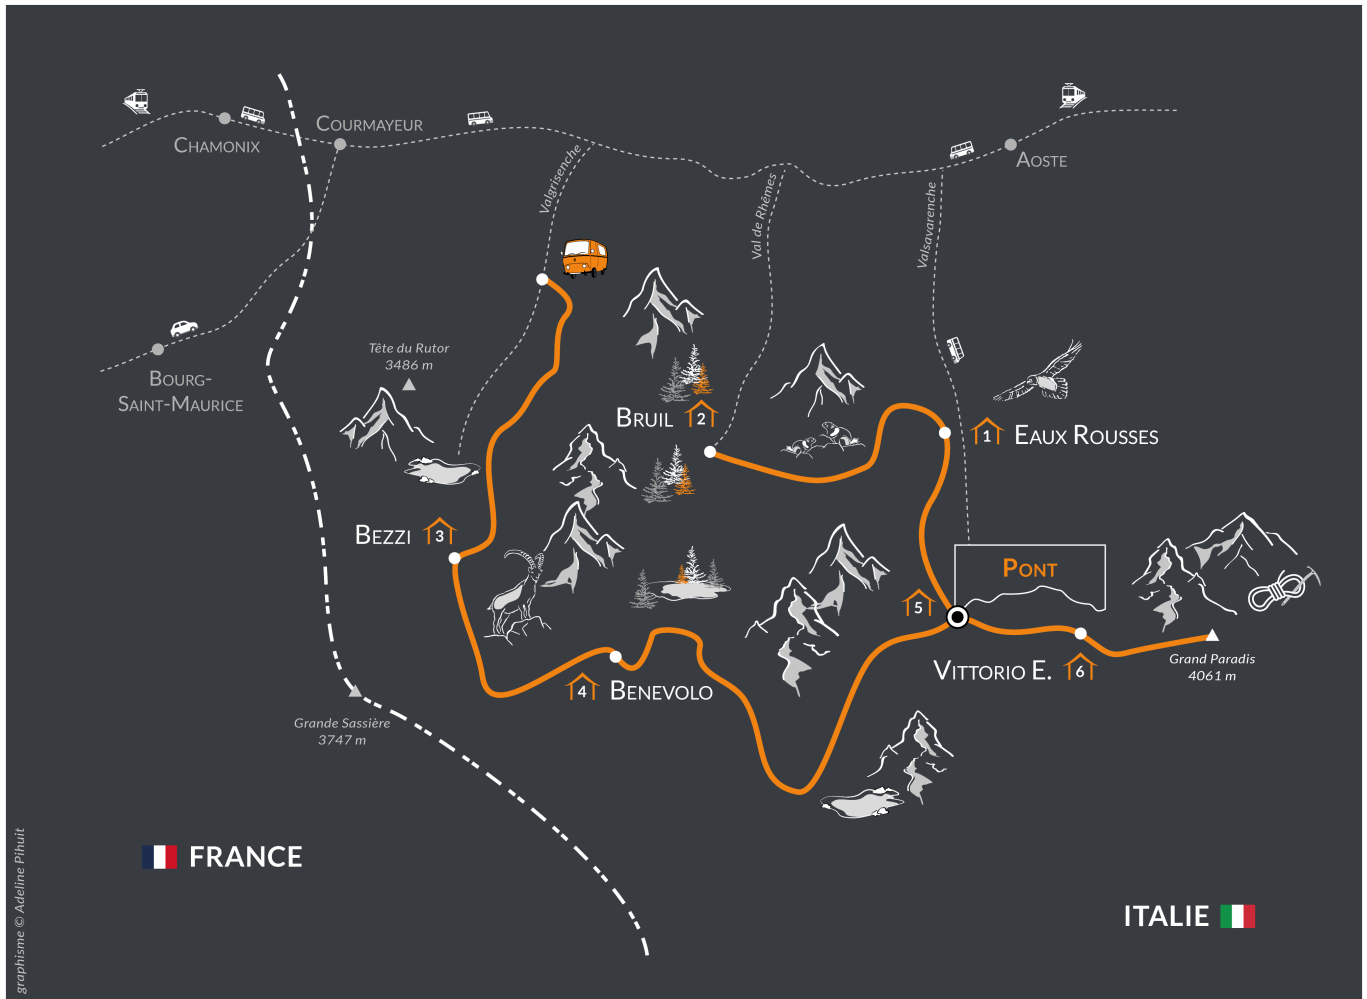 CHAMONIX
COURMAYEUR
AOSTE
Valgrisenche
Val de Rhêmes
Valsavarenche
BOURG-
SAINT-MAURICE
Tête du Rutor
3486 m
BRUIL 2
1 EAUX ROUSSES
BEZZI 3
PONT
5
4 BENEVOLO
VITTORIO E. 6
Grand Paradis
4061 m
Grande Sassière
3747 m
FRANCE
ITALIE
graphisme © Adeline Pihuit